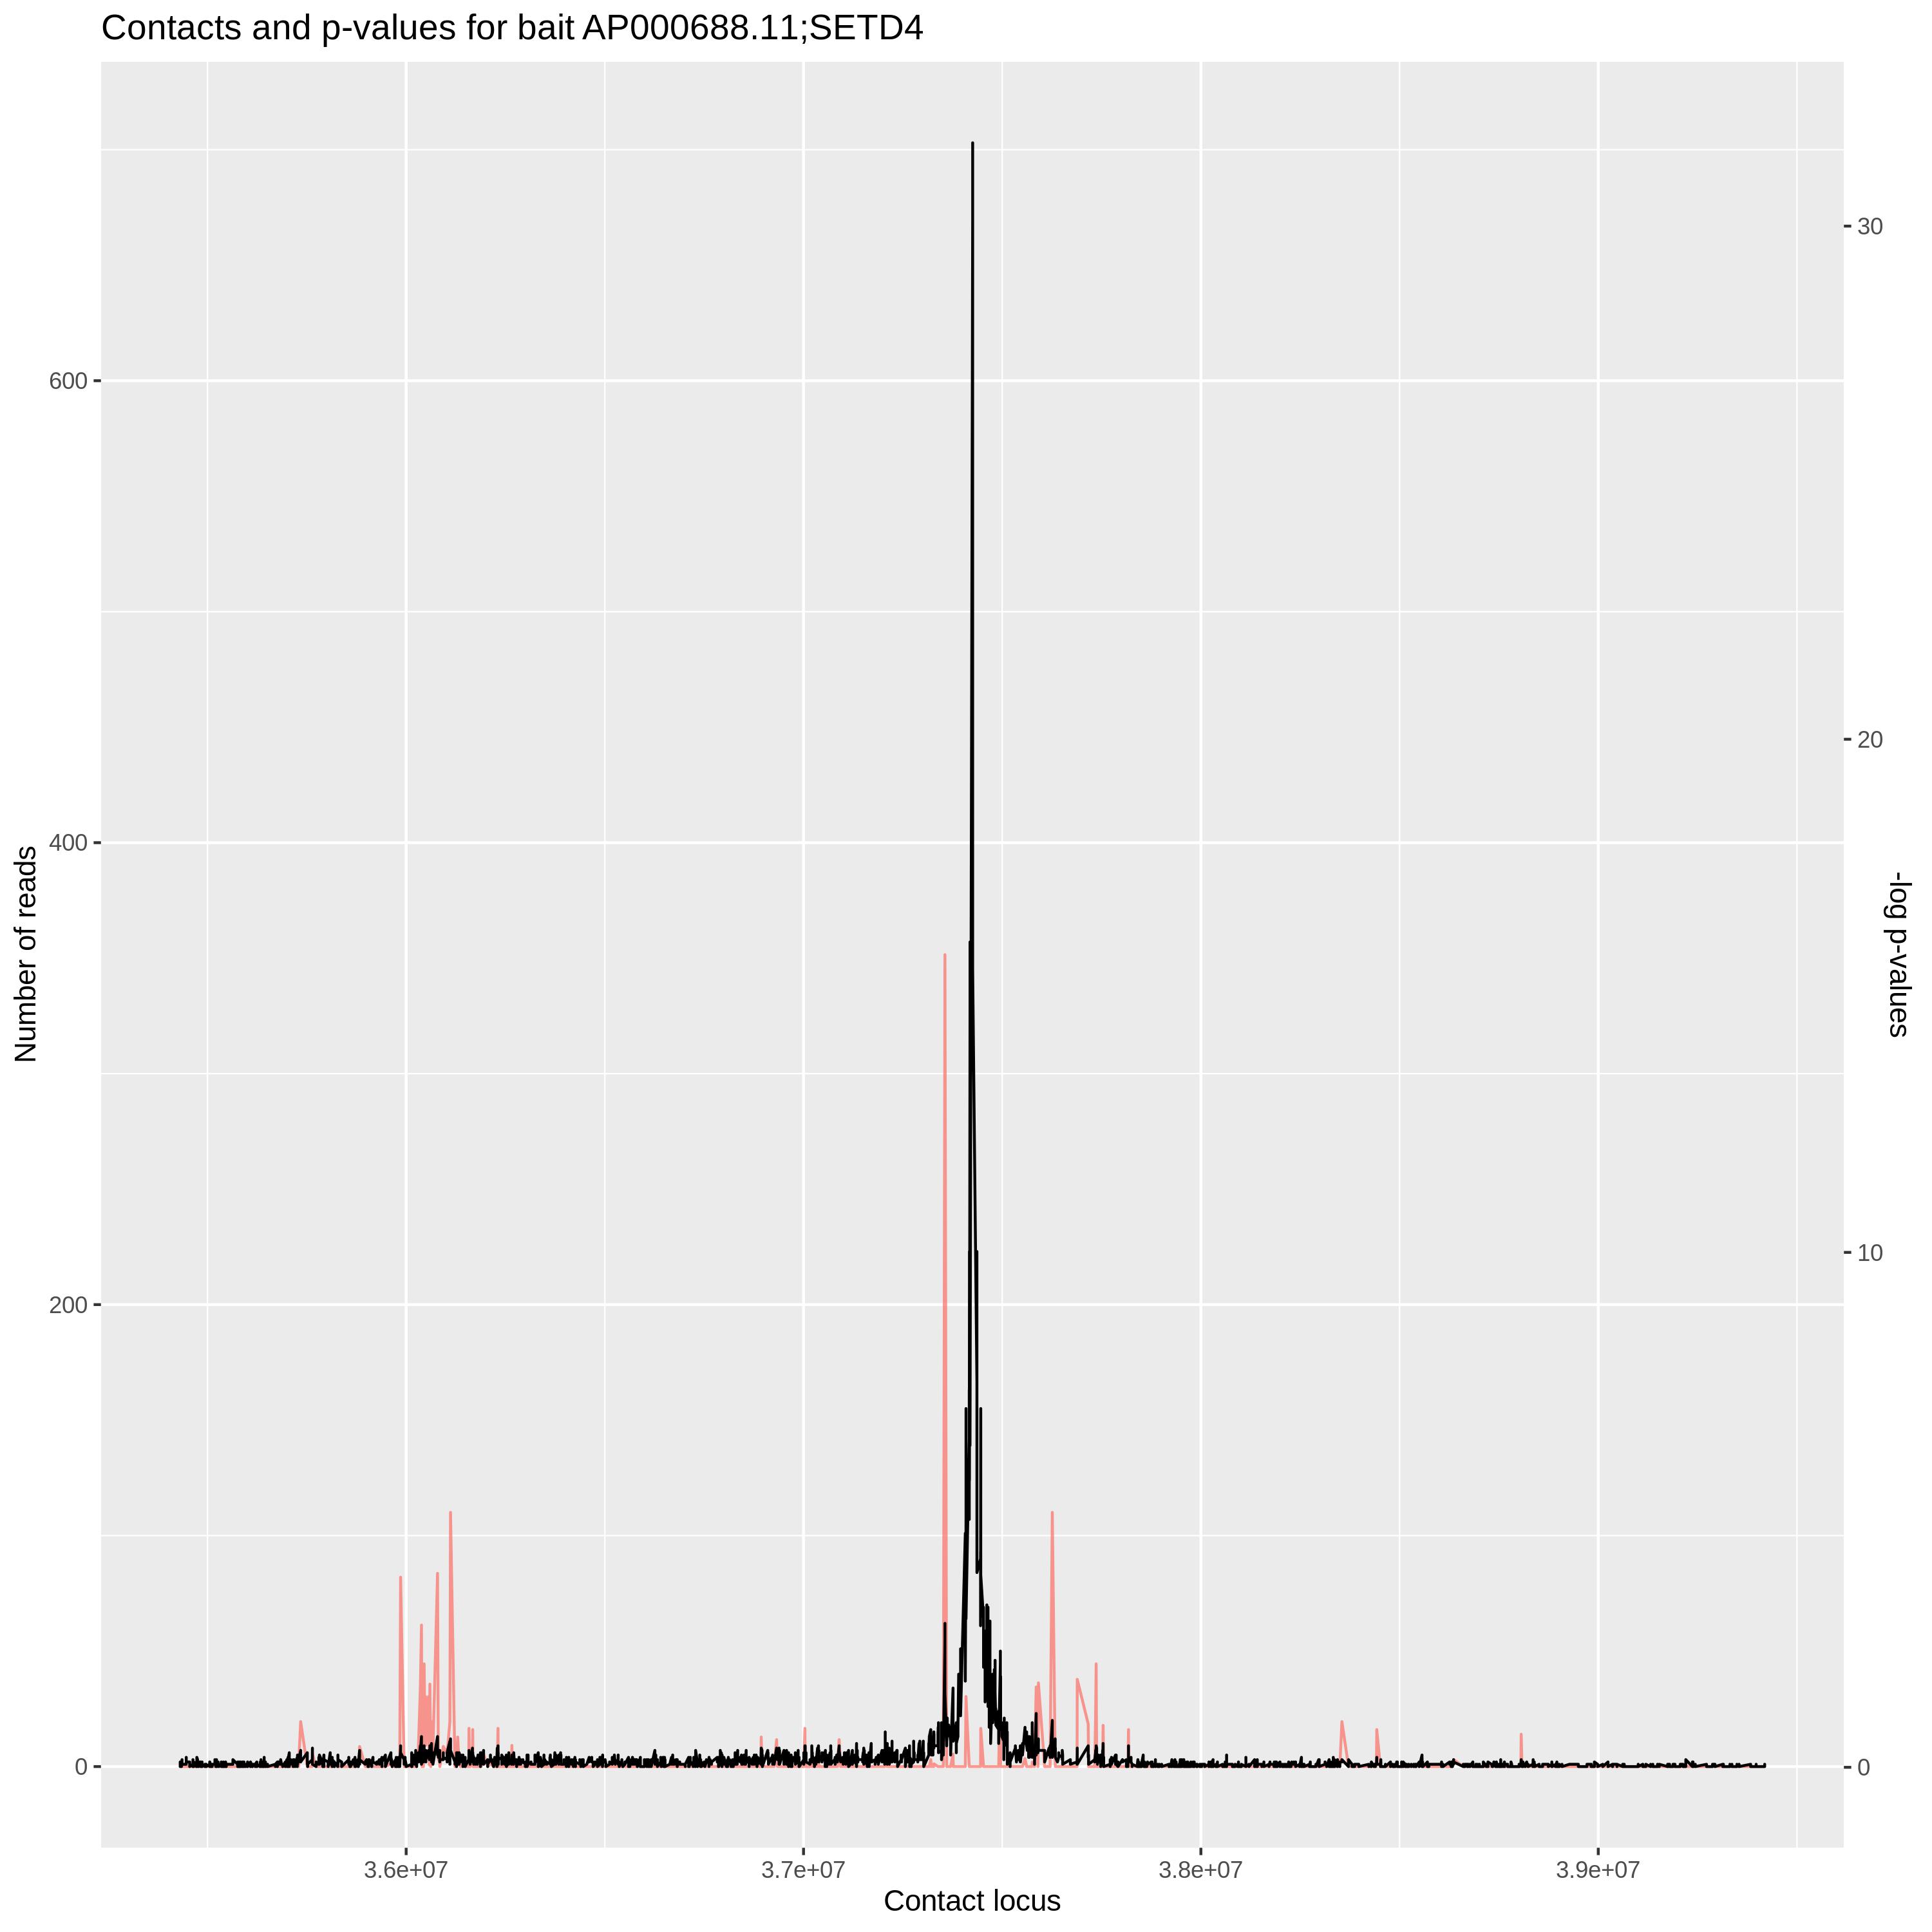 Contacts and p-values for bait AP000688.11;SETD4
600
400
200
0
Number of reads
30
20
10
0
-log p-values
3.6e+07
3.7e+07
3.8e+07
3.9e+07
Contact locus